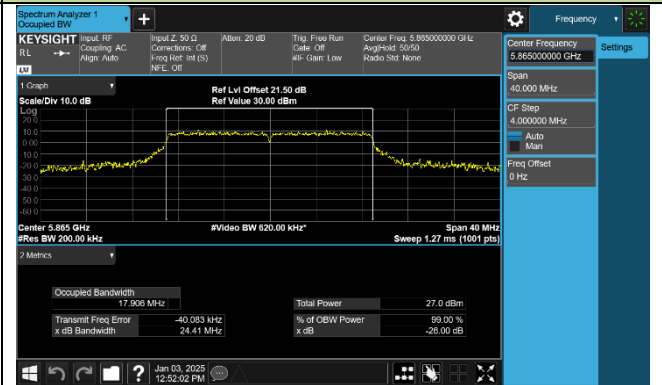 Spectrum Analyzer 1
Occupied BW
Frequency
KEYSIGHT
RL
LXI
Input: RF
Coupling: AC
Align: Auto
Input Z: 50 Ω
Corrections: Off
Freq Ref: Int (S)
NFE: Off
Atten: 20 dB
Trig: Free Run
Gate: Off
#IF Gain: Low
Center Freq: 5.865000000 GHz
Avg|Hold: 50/50
Radio Std: None
Center Frequency
5.865000000 GHz
Settings
Span
40.000 MHz
CF Step
4.000000 MHz
Auto
Man
Freq Offset
0 Hz
1 Graph
Scale/Div 10.0 dB
Ref Lvl Offset 21.50 dB
Ref Value 30.00 dBm
Log
20.0
10.0
0.00
-10.0
-20.0
-30.0
-40.0
-50.0
-60.0
Center 5.865 GHz
#Video BW 620.00 kHz*
Span 40 MHz
#Res BW 200.00 kHz
Sweep 1.27 ms (1001 pts)
2 Metrics
Occupied Bandwidth
17.906 MHz
Total Power 27.0 dBm
Transmit Freq Error -40.083 kHz
% of OBW Power 99.00 %
x dB Bandwidth 24.41 MHz
x dB -26.00 dB
Jan 03, 2025
12:52:02 PM